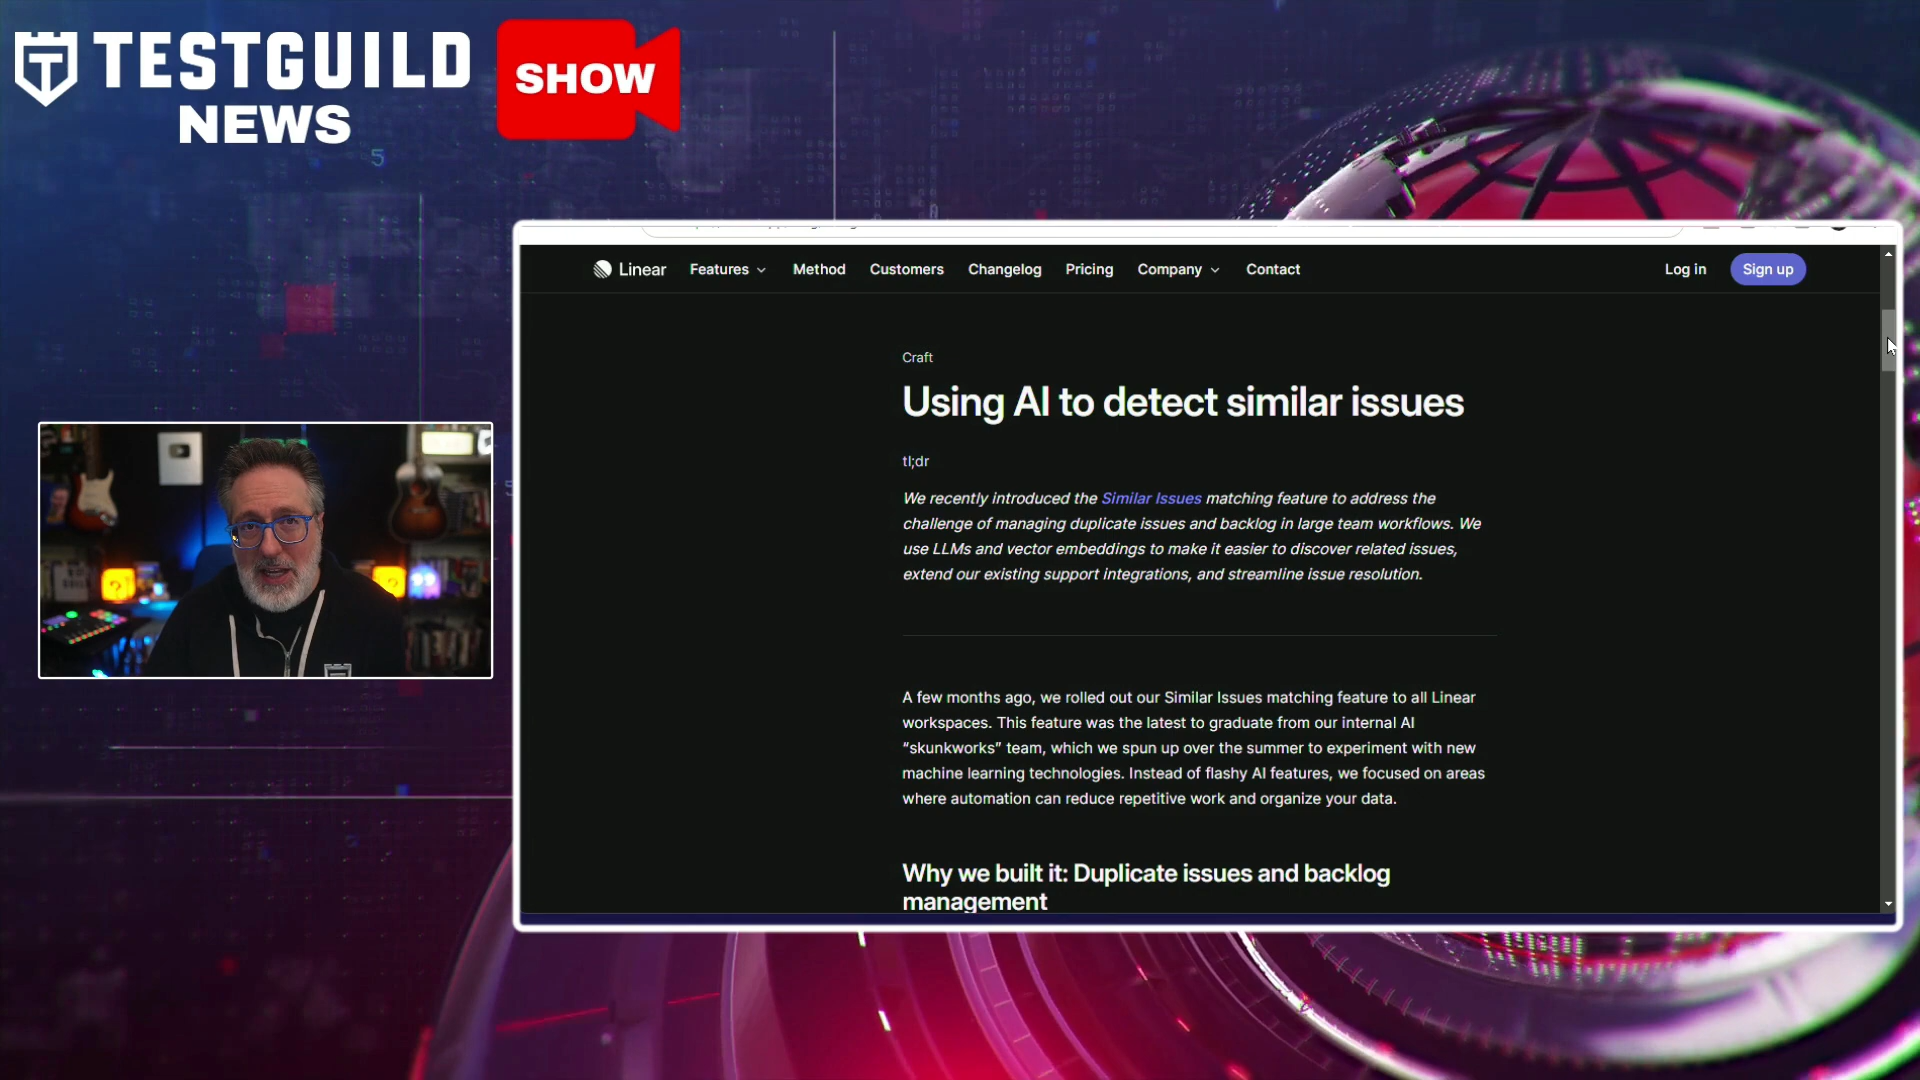 TESTGUILD
NEWS
SHOW
Linear
Features
Method
Customers
Changelog
Pricing
Company
Contact
Log in
Sign up
Craft
Using AI to detect similar issues
tl;dr
We recently introduced the Similar Issues matching feature to address the
challenge of managing duplicate issues and backlog in large team workflows. We
use LLMs and vector embeddings to make it easier to discover related issues,
extend our existing support integrations, and streamline issue resolution.
A few months ago, we rolled out our Similar Issues matching feature to all Linear
workspaces. This feature was the latest to graduate from our internal AI
“skunkworks” team, which we spun up over the summer to experiment with new
machine learning technologies. Instead of flashy AI features, we focused on areas
where automation can reduce repetitive work and organize your data.
Why we built it: Duplicate issues and backlog
management